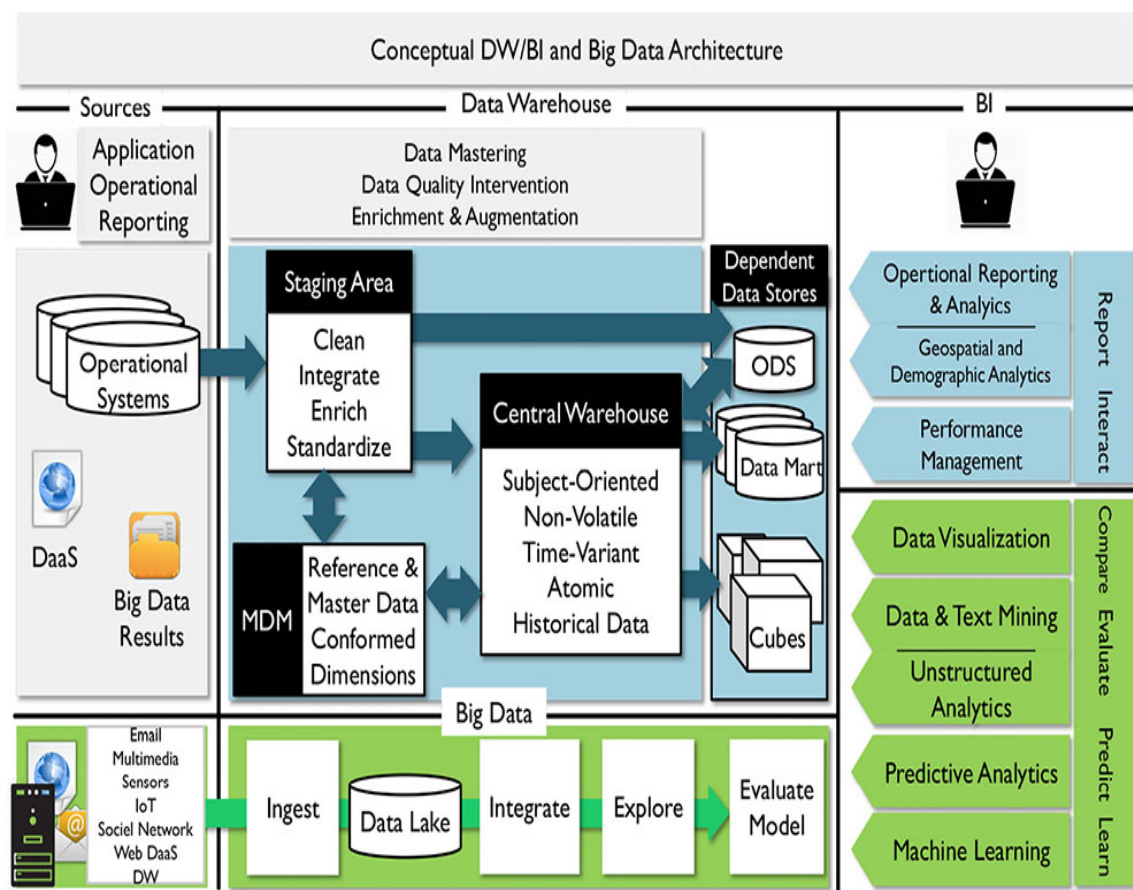 Conceptual DW/BI and Big Data Architecture
Sources
Data Warehouse
BI
Application
Operational
Reporting
Data Mastering
Data Quality Intervention
Enrichment & Augmentation
Operational
Systems
DaaS
Big Data
Results
Staging Area
Clean
Integrate
Enrich
Standardize
MDM
Reference &
Master Data
Conformed
Dimensions
Central Warehouse
Subject-Oriented
Non-Volatile
Time-Variant
Atomic
Historical Data
Dependent
Data Stores
ODS
Data Mart
Cubes
Opertional Reporting
& Analyics
Geospatial and
Demographic Analytics
Performance
Management
Report Interact
Data Visualization
Data & Text Mining
Unstructured
Analytics
Predictive Analytics
Machine Learning
Compare Evaluate Predict Learn
Big Data
@
Email
Multimedia
Sensors
IoT
Social Network
Web DaaS
DW
Ingest
Data Lake
Integrate
Explore
Evaluate
Model